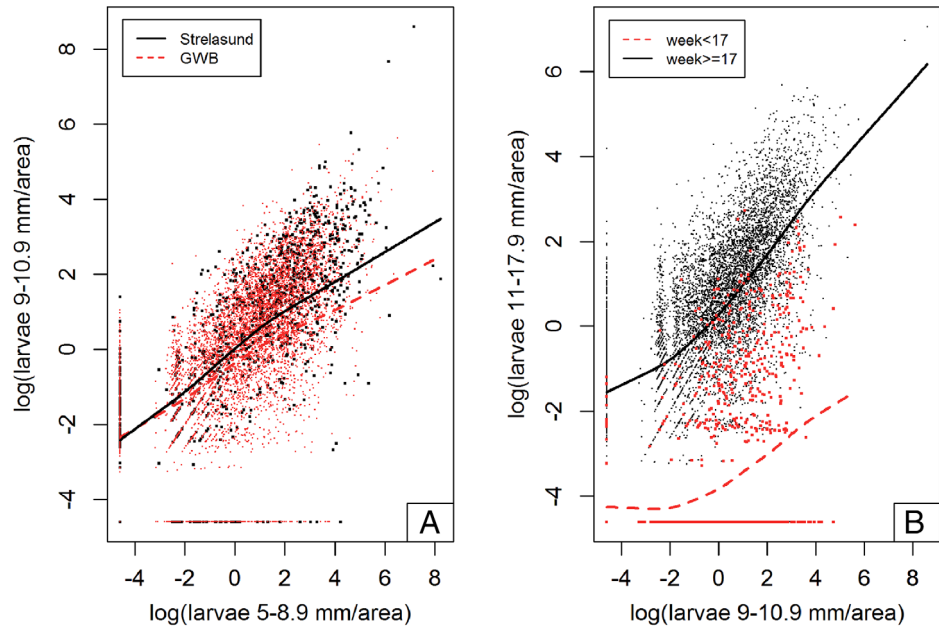 Strelasund
GWB
log(larvae 9-10.9 mm/area)
8
6
4
2
0
-2
-4
-4 -2 0 2 4 6 8
log(larvae 5-8.9 mm/area)
A
week<17
week>=17
log(larvae 11-17.9 mm/area)
6
4
2
0
-2
-4
-4 -2 0 2 4 6 8
log(larvae 9-10.9 mm/area)
B